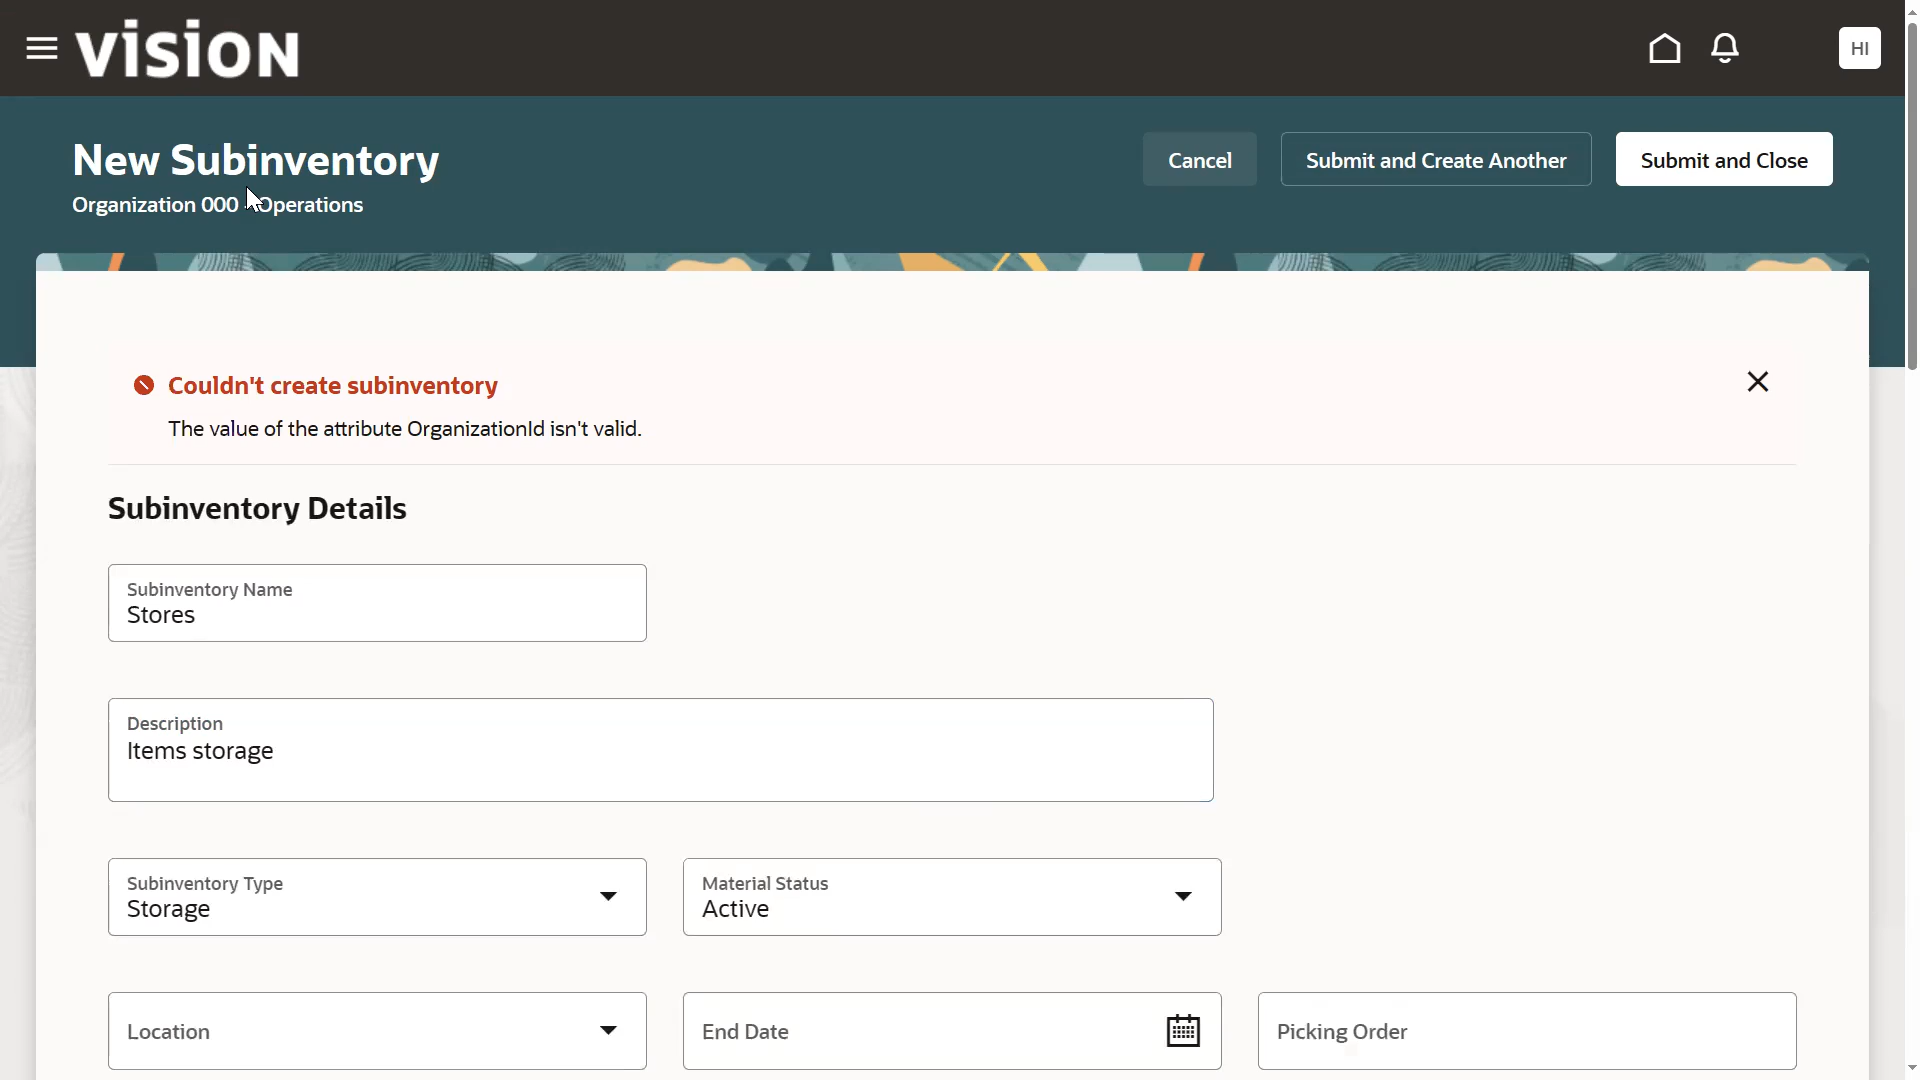 VISION
HI
New Subinventory
Cancel
Submit and Create Another
Submit and Close
Organization 000 - Operations
Couldn't create subinventory
The value of the attribute OrganizationId isn't valid.
Subinventory Details
Subinventory Name
Stores
Description
Items storage
Subinventory Type
Storage
Material Status
Active
Location
End Date
Picking Order